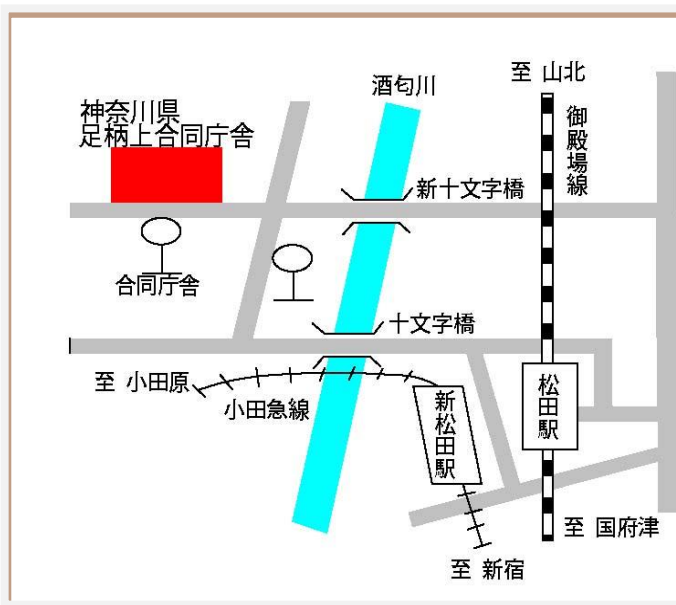 至 山北
酒匂川
神奈川県
足柄上合同庁舎
御殿場線
新十文字橋
合同庁舎
十文字橋
至 小田原
小田急線
新松田駅
松田駅
至 国府津
至 新宿